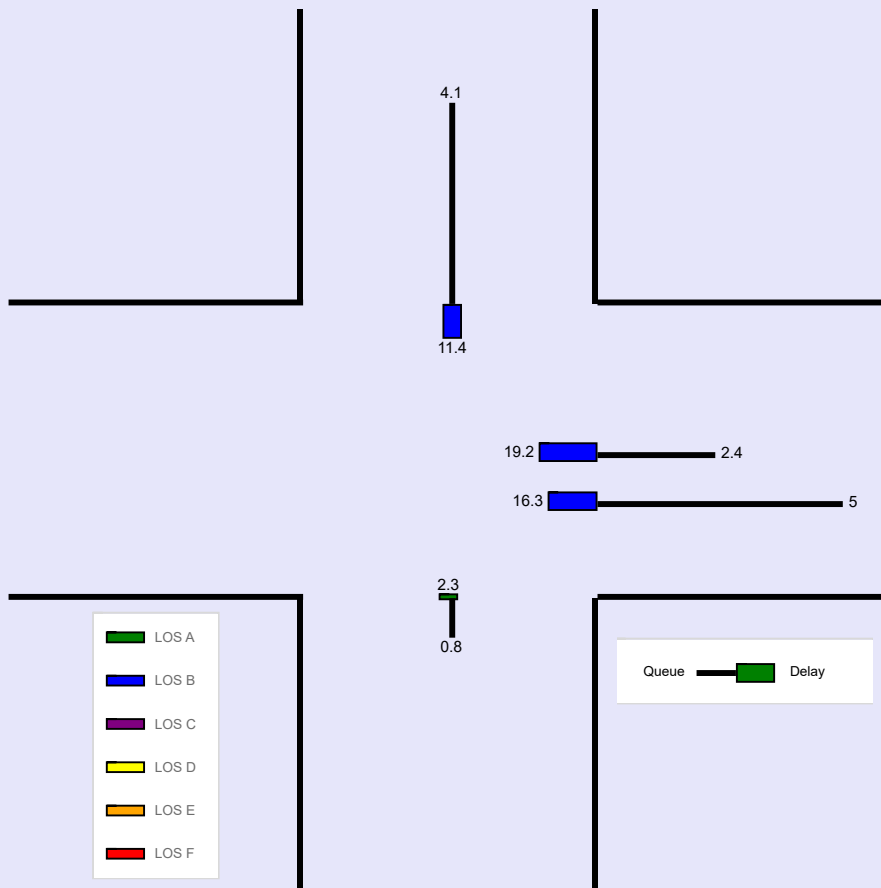 4.1
11.4
19.2
2.4
16.3
5
2.3
0.8
LOS A
LOS B
LOS C
LOS D
LOS E
LOS F
Queue
Delay